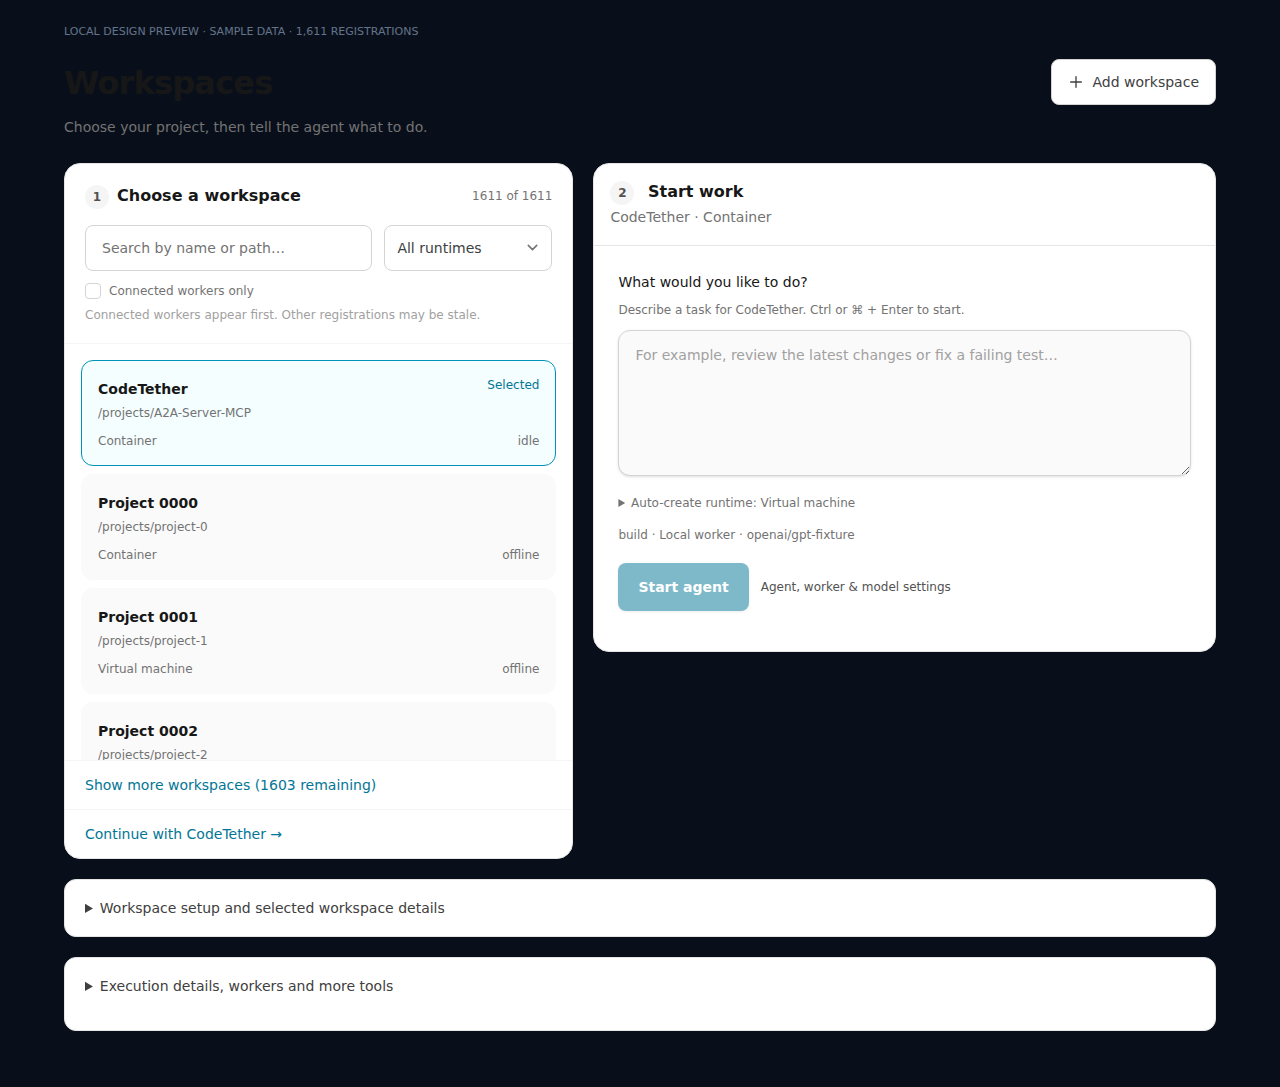 LOCAL DESIGN PREVIEW · SAMPLE DATA · 1,611 REGISTRATIONS
Workspaces
Add workspace
Choose your project, then tell the agent what to do.
1 Choose a workspace
1611 of 1611
Search by name or path...
All runtimes
Connected workers only
Connected workers appear first. Other registrations may be stale.
CodeTether
Selected
/projects/A2A-Server-MCP
Container
idle
Project 0000
/projects/project-0
Container
offline
Project 0001
/projects/project-1
Virtual machine
offline
Project 0002
/projects/project-2
Show more workspaces (1603 remaining)
Continue with CodeTether →
2 Start work
CodeTether · Container
What would you like to do?
Describe a task for CodeTether. Ctrl or ⌘ + Enter to start.
For example, review the latest changes or fix a failing test...
Auto-create runtime: Virtual machine
build · Local worker · openai/gpt-fixture
Start agent
Agent, worker & model settings
Workspace setup and selected workspace details
Execution details, workers and more tools